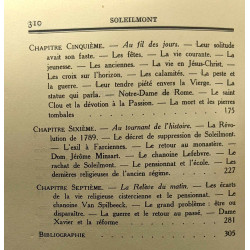 310 SOLEILMONT
CHAPITRE CINQUIÈME. Au fil des jours. — Leur solitude
avait son faste. — Les fêtes. — La vie courante. — Les
jeunesse. — Les anciennes. — La vie en Jésus-Christ. —
Les croix sur l'horizon. — Les calamités. — La peste et
la guerre. — Leur tendre piété envers la Vierge. — La
statue qui parla. — Notre-Dame de Rome. — Le saint
Clou et la dévotion à la Passion. — La mort et les pierres
tombales 175
CHAPITRE SIXIÈME. — Au tournant de l'histoire. — La Révo-
lution de 1789. — Le décret de suppression de Soleilmont.
— L'exil à Farciennes. — Le retour au monastère. —
Dom Jérôme Minsart. — Le chanoine Lefebvre. — Le
rachat de Soleilmont. — Le pensionnat et l'école. — Les
dernières religieuses de l'ancien régime. 227
CHAPITRE SEPTIÈME. — La Relève du matin. — Les écarts
de la vie religieuse cistercienne et le pensionnat. — Le
chanoine Van Spilbeeck. — Le grand problème : être ou
disparaître. — La guerre et le retour au passé. — Dame
Xavier et la réforme 281
BIBLIOGRAPHIE 305